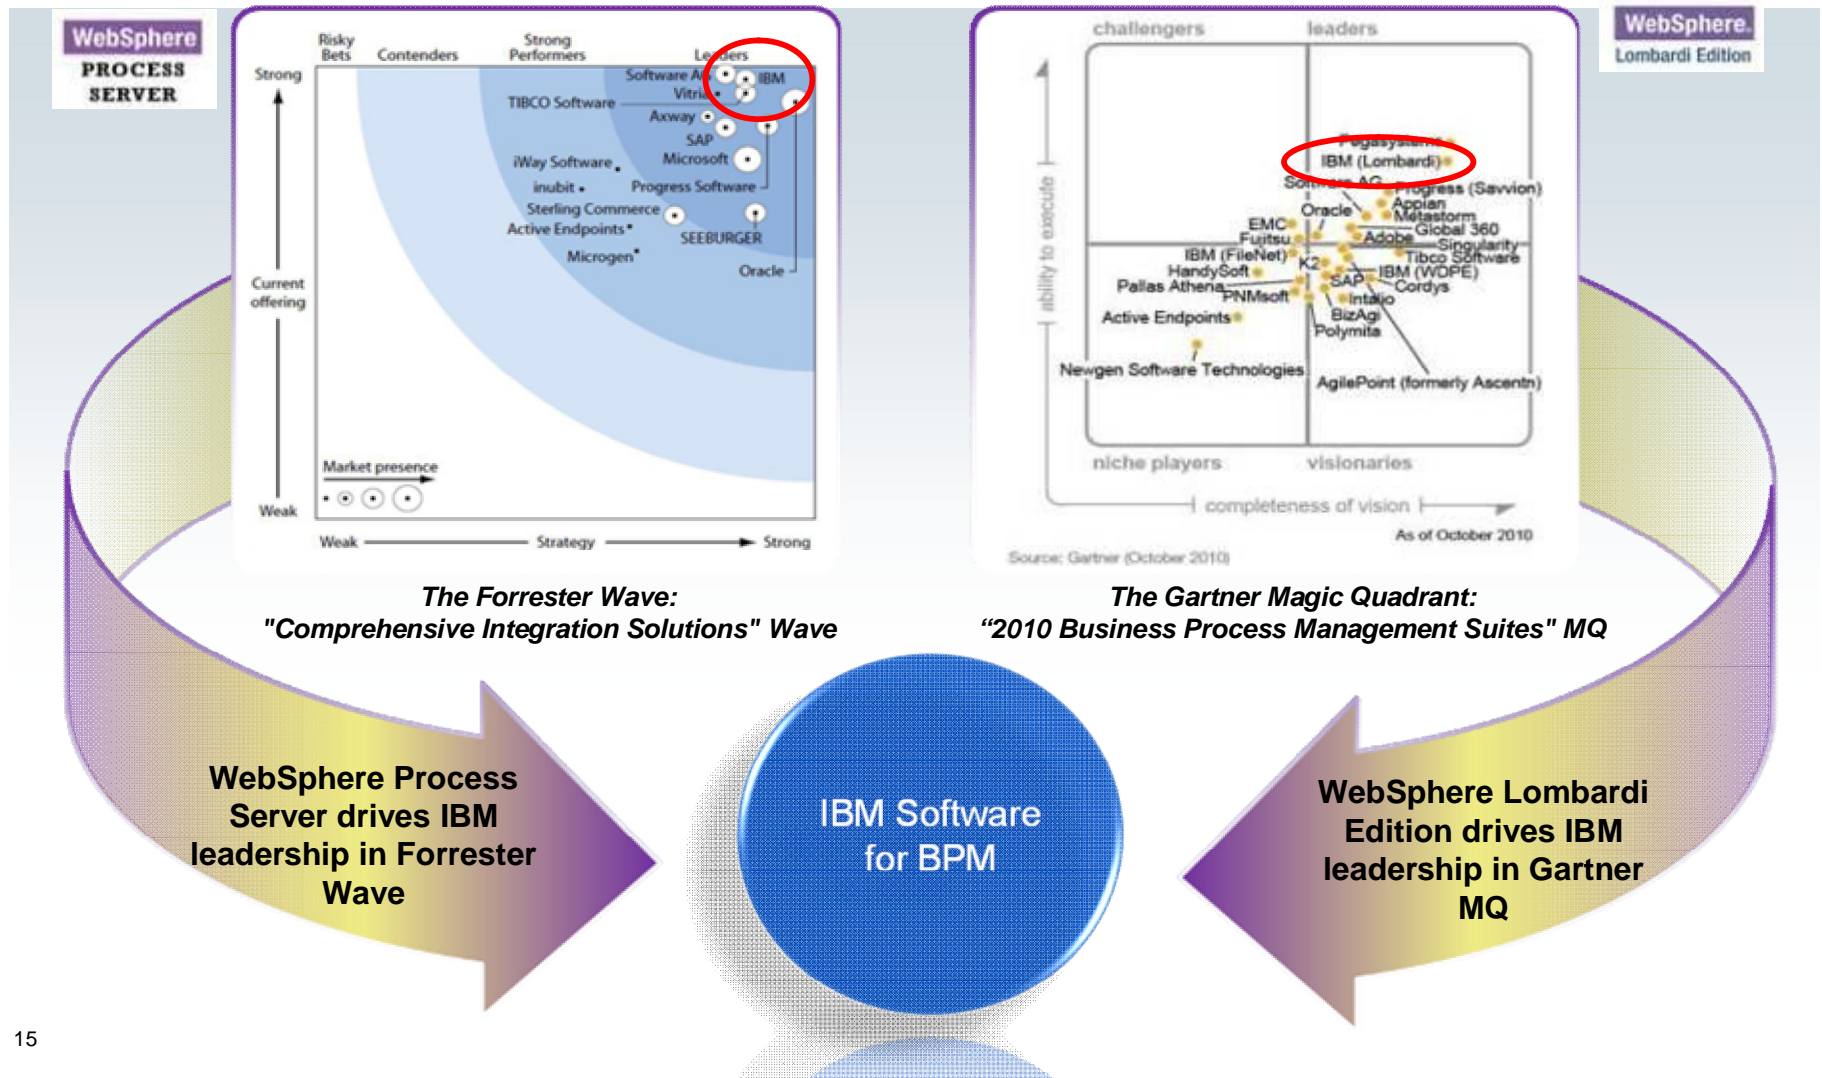 WebSphere
PROCESS
SERVER
Risky
Bets
Contenders
Strong
Performers
Leaders
Strong
Software AG
IBM
Vitria
TIBCO Software
Axway
SAP
iWay Software
Microsoft
inubit
Progress Software
Sterling Commerce
Active Endpoints
SEEBURGER
Microgen
Oracle
Current
offering
Market presence
Weak
Weak
Strategy
Strong
challengers
leaders
Pegasystems
IBM (Lombardi)
Software AG
Progress (Savvion)
Appian
Oracle
Metastorm
EMC
Global 360
Fujitsu
Adobe
Singularity
IBM (FileNet)
Tibco Software
K2
HandySoft
IBM (WDPE)
SAP
Pallas Athena
Cordys
PNMsoft
Intalio
Active Endpoints
BizAgi
Polymita
Newgen Software Technologies
AgilePoint (formerly Ascentn)
ability to execute
niche players
visionaries
completeness of vision
As of October 2010
Source: Gartner (October 2010)
WebSphere.
Lombardi Edition
The Forrester Wave:
"Comprehensive Integration Solutions" Wave
The Gartner Magic Quadrant:
“2010 Business Process Management Suites" MQ
WebSphere Process
Server drives IBM
leadership in Forrester
Wave
IBM Software
for BPM
WebSphere Lombardi
Edition drives IBM
leadership in Gartner
MQ
15